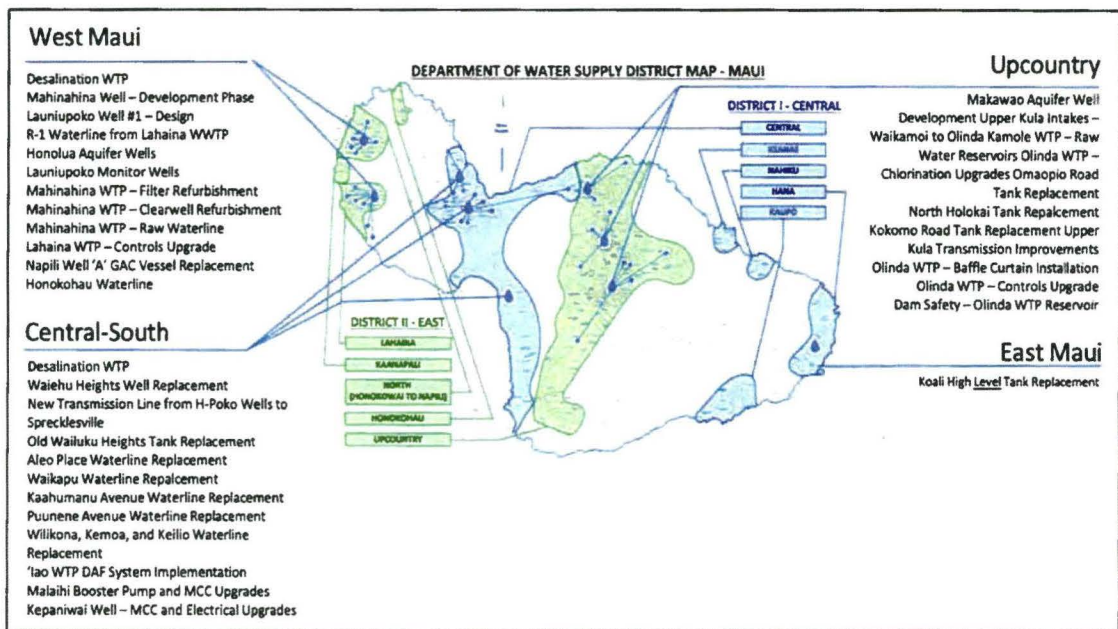 West Maui
Desalination WTP
Mahinahina Well – Development Phase
Launiupoko Well #1 – Design
R-1 Waterline from Lahaina WWTP
Honolua Aquifer Wells
Launiupoko Monitor Wells
Mahinahina WTP – Filter Refurbishment
Mahinahina WTP – Clearwell Refurbishment
Mahinahina WTP – Raw Waterline
Lahaina WTP – Controls Upgrade
Napili Well 'A' GAC Vessel Replacement
Honokohau Waterline
Central-South
Desalination WTP
Waiehu Heights Well Replacement
New Transmission Line from H-Poko Wells to
Sprecklesville
Old Wailuku Heights Tank Replacement
Aleo Place Waterline Replacement
Waikapu Waterline Repalcement
Kaahumanu Avenue Waterline Replacement
Puunene Avenue Waterline Replacement
Wilikona, Kemoa, and Keilio Waterline
Replacement
'Iao WTP DAF System Implementation
Malaihi Booster Pump and MCC Upgrades
Kepaniwai Well – MCC and Electrical Upgrades
DEPARTMENT OF WATER SUPPLY DISTRICT MAP - MAUI
DISTRICT I - CENTRAL
CENTRAL
KEANAE
NAHIKU
HANA
KAUPO
DISTRICT II - EAST
LAHAINA
KAANAPALI
NORTH
(HONOKOWAI TO NAPILI)
HONOKOHAU
UPCOUNTRY
Upcountry
Makawao Aquifer Well
Development Upper Kula Intakes –
Waikamoi to Olinda Kamole WTP – Raw
Water Reservoirs Olinda WTP –
Chlorination Upgrades Omaopio Road
Tank Replacement
North Holokai Tank Repalcement
Kokomo Road Tank Replacement Upper
Kula Transmission Improvements
Olinda WTP – Baffle Curtain Installation
Olinda WTP – Controls Upgrade
Dam Safety – Olinda WTP Reservoir
East Maui
Koali High Level Tank Replacement